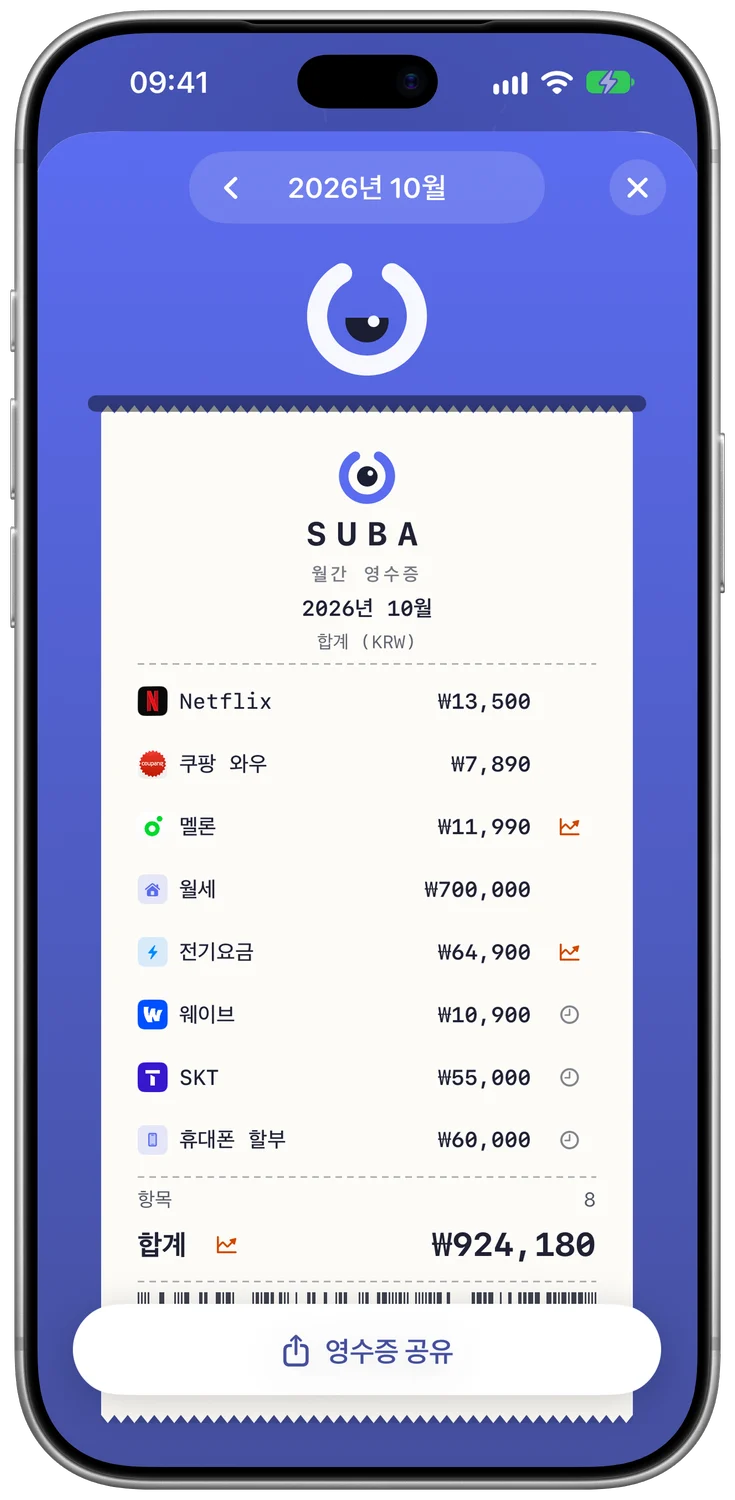 09:41
2026년 10월
SUBA
월간 영수증
2026년 10월
합계 (KRW)
N Netflix ₩13,500
coupang 쿠팡 와우 ₩7,890
멜론 ₩11,990
월세 ₩700,000
전기요금 ₩64,900
W 웨이브 ₩10,900
T SKT ₩55,000
휴대폰 할부 ₩60,000
항목 8
합계 ₩924,180
영수증 공유